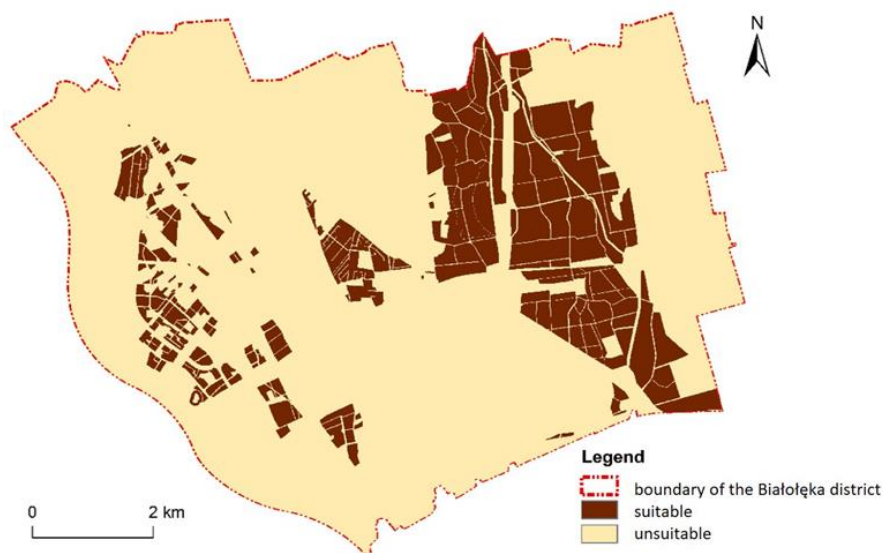 N
Legend
boundary of the Białołęka district
suitable
unsuitable
0 2 km